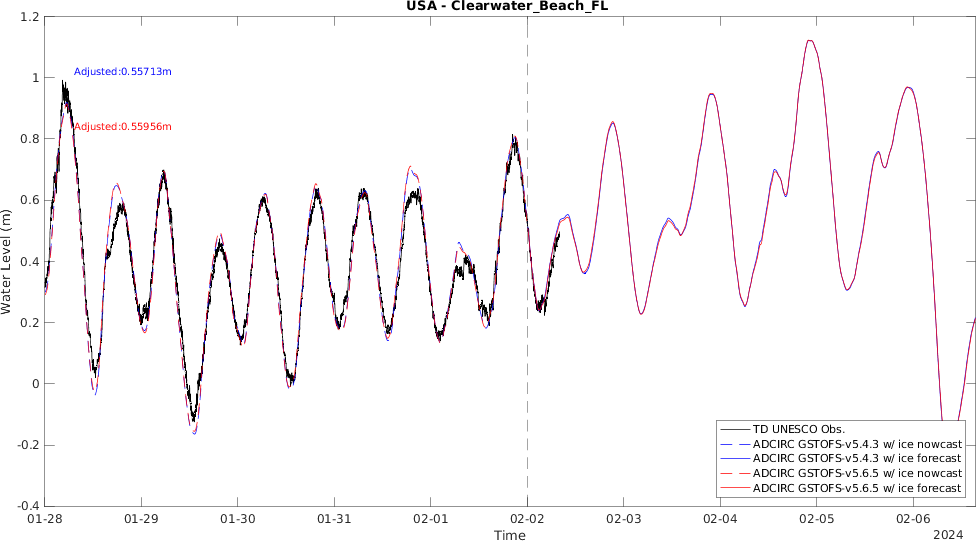 USA - Clearwater_Beach_FL
1.2
1
0.8
0.6
0.4
0.2
0
-0.2
-0.4
Water Level (m)
Adjusted:0.55713m
Adjusted:0.55956m
TD UNESCO Obs.
ADCIRC GSTOFS-v5.4.3 w/ ice nowcast
ADCIRC GSTOFS-v5.4.3 w/ ice forecast
ADCIRC GSTOFS-v5.6.5 w/ ice nowcast
ADCIRC GSTOFS-v5.6.5 w/ ice forecast
01-28 01-29 01-30 01-31 02-01 02-02 02-03 02-04 02-05 02-06
Time
2024